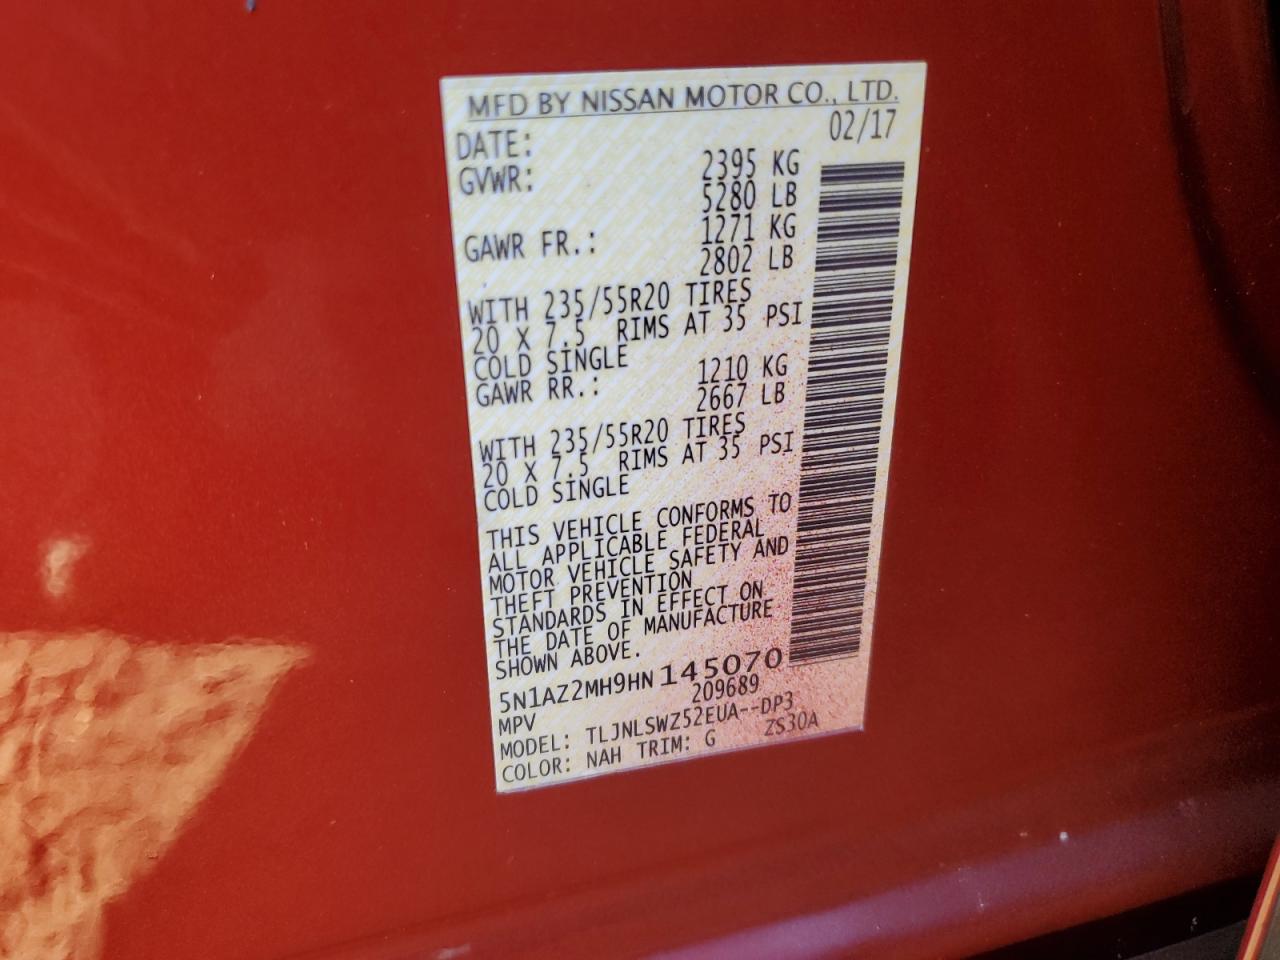 MFD BY NISSAN MOTOR CO., LTD.
DATE: 02/17
GVWR: 2395 KG
5280 LB
GAWR FR.: 1271 KG
2802 LB
WITH 235/55R20 TIRES
20 X 7.5 RIMS AT 35 PSI
COLD SINGLE
GAWR RR.: 1210 KG
2667 LB
WITH 235/55R20 TIRES
20 X 7.5 RIMS AT 35 PSI
COLD SINGLE
THIS VEHICLE CONFORMS TO
ALL APPLICABLE FEDERAL
MOTOR VEHICLE SAFETY AND
THEFT PREVENTION
STANDARDS IN EFFECT ON
THE DATE OF MANUFACTURE
SHOWN ABOVE.
5N1AZ2MH9HN145070
MPV 209689
MODEL: TLJNLSWZ52EUA--DP3
COLOR: NAH TRIM: G ZS30A